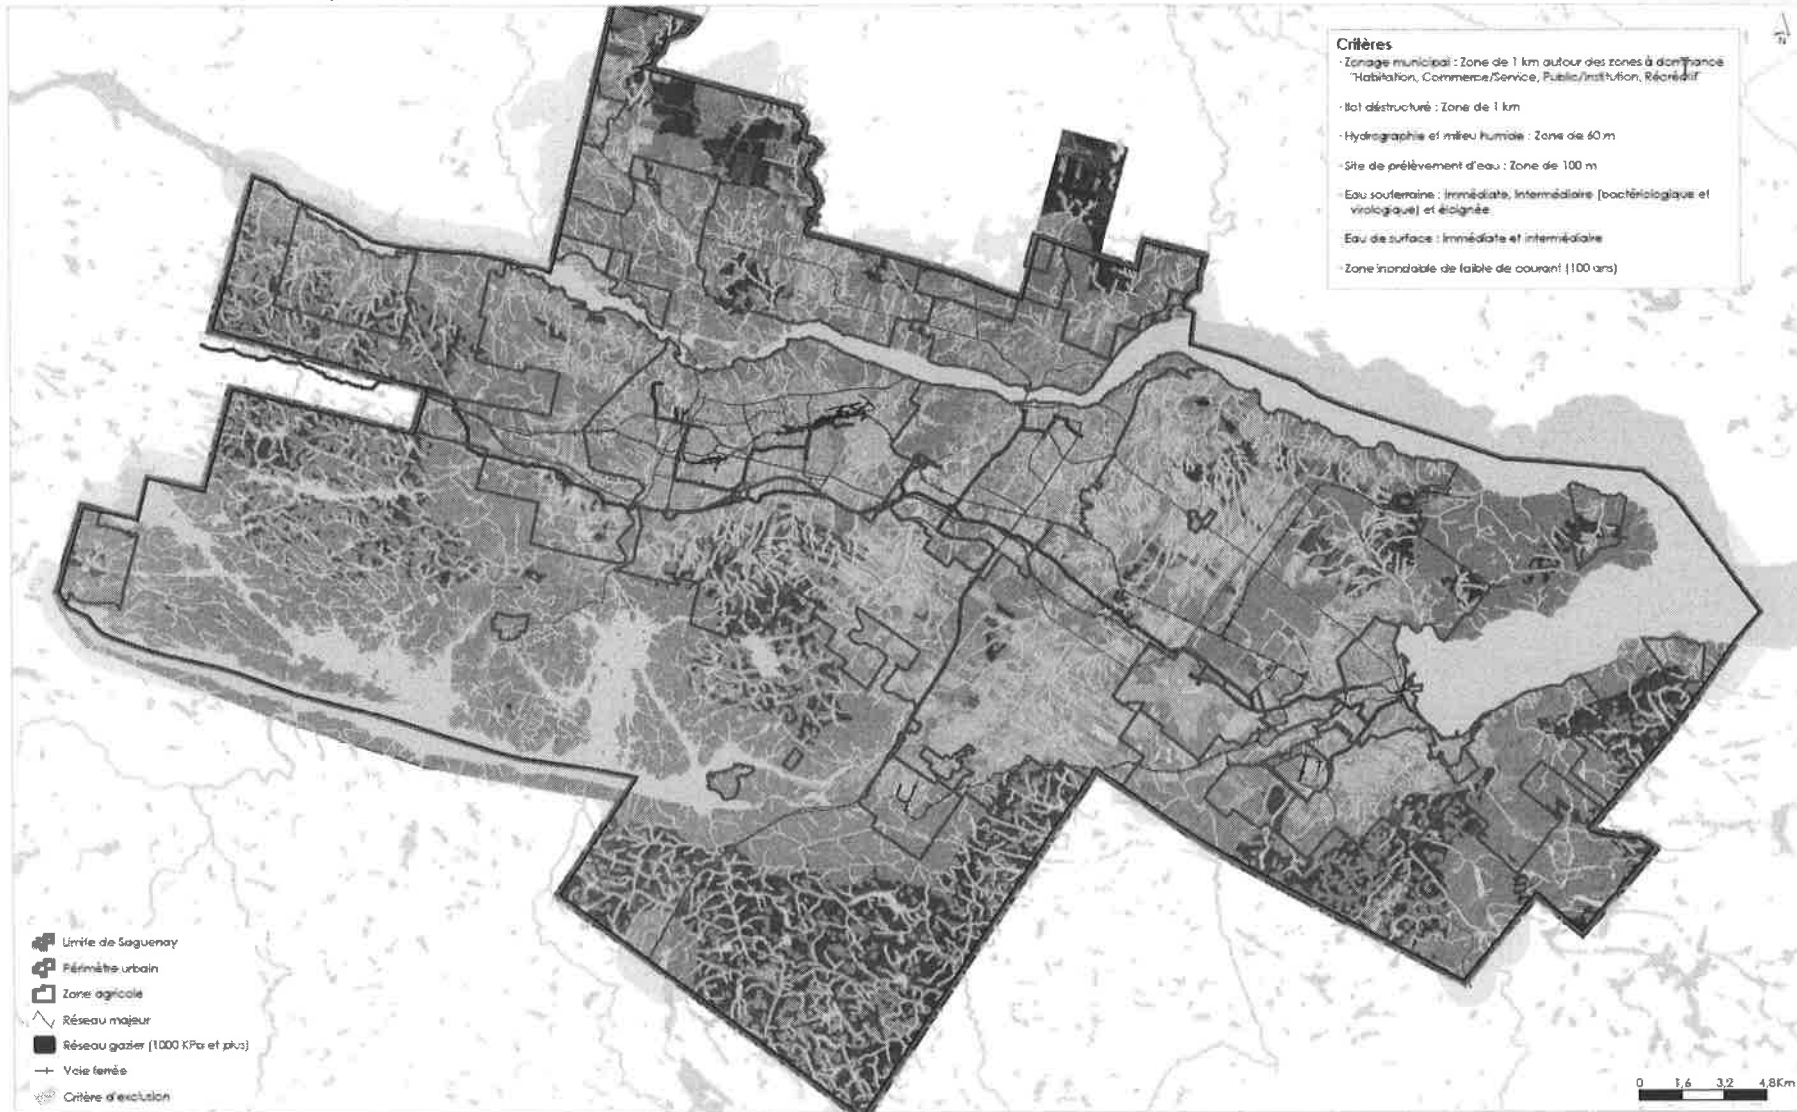 Critères
- Zonage municipal : Zone de 1 km autour des zones à dominance
"Habitation, Commerce/Service, Public/Institution, Récréatif"
- Ilot déstructuré : Zone de 1 km
- Hydrographie et milieu humide : Zone de 60 m
- Site de prélèvement d'eau : Zone de 100 m
- Eau souterraine : Immédiate, Intermédiaire (bactériologique et
virologique) et éloignée
- Eau de surface : Immédiate et intermédiaire
- Zone inondable de faible de courant (100 ans)
N
Limite de Saguenay
Périmètre urbain
Zone agricole
Réseau majeur
Réseau gazier (1000 KPa et plus)
Voie ferrée
Critère d'exclusion
0 1,6 3,2 4,8Km